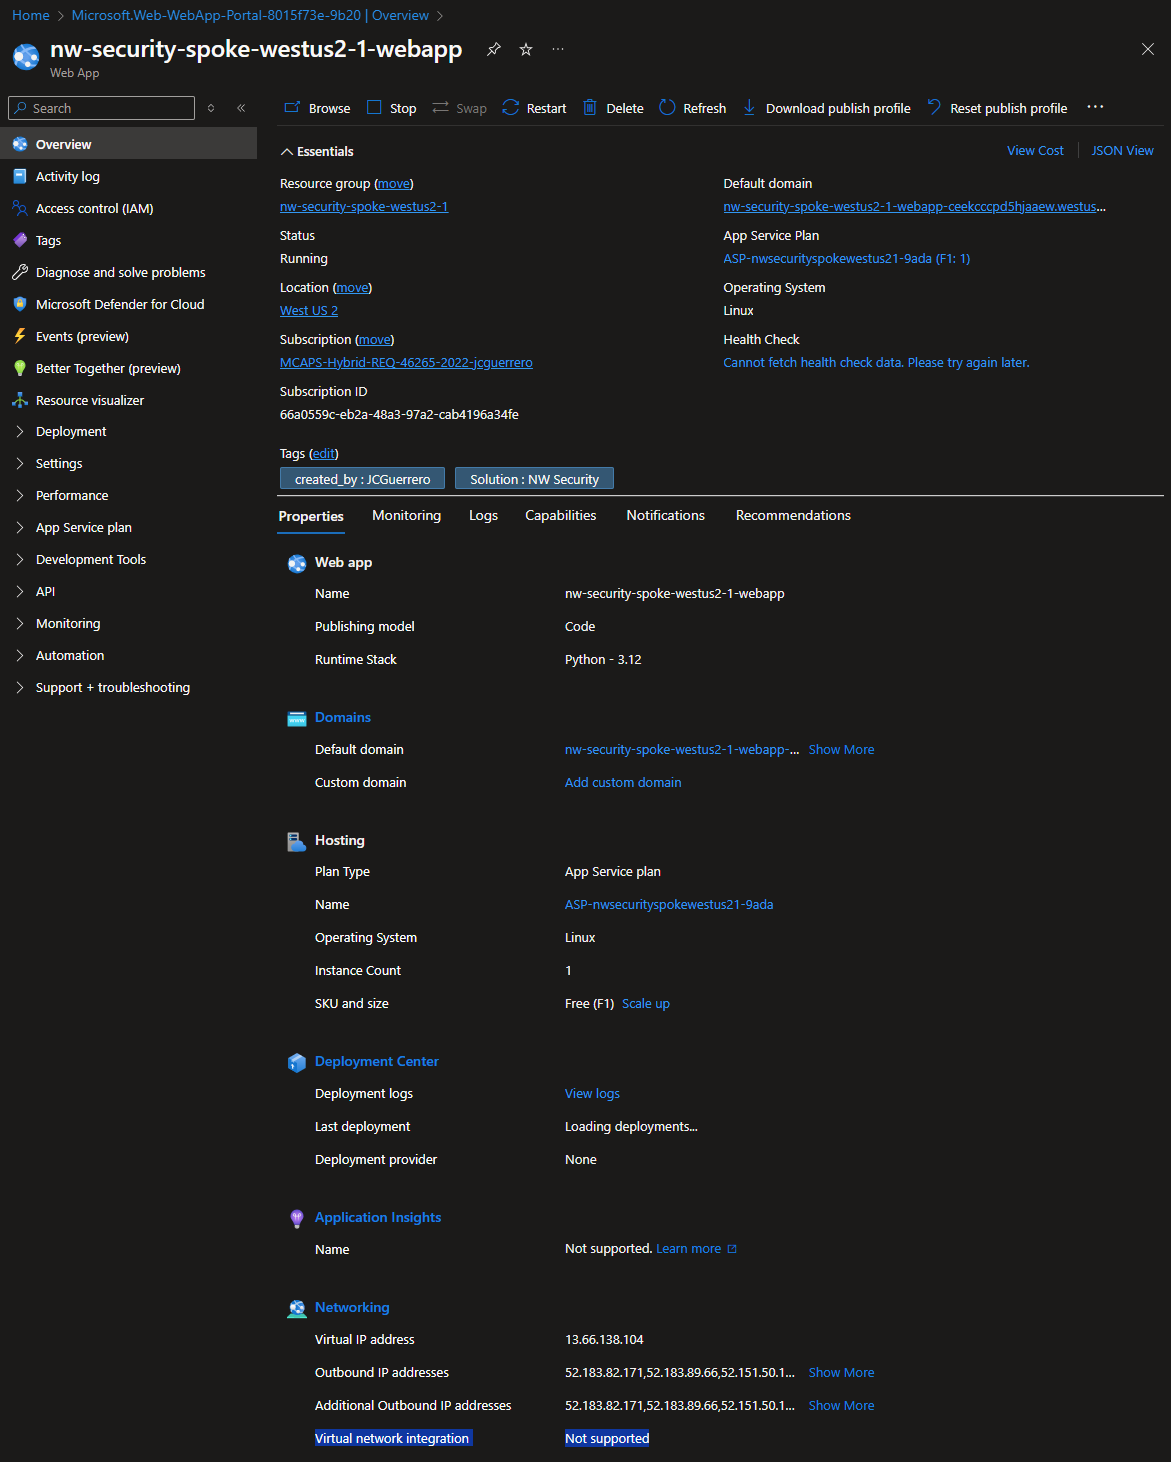 Home > Microsoft.Web-WebApp-Portal-8015f73e-9b20 | Overview >
nw-security-spoke-westus2-1-webapp
Web App
Search
Overview
Activity log
Access control (IAM)
Tags
Diagnose and solve problems
Microsoft Defender for Cloud
Events (preview)
Better Together (preview)
Resource visualizer
Deployment
Settings
Performance
App Service plan
Development Tools
API
Monitoring
Automation
Support + troubleshooting
Browse Stop Swap Restart Delete Refresh Download publish profile Reset publish profile ...
Essentials
View Cost | JSON View
Resource group (move)
nw-security-spoke-westus2-1
Status
Running
Location (move)
West US 2
Subscription (move)
MCAPS-Hybrid-REQ-46265-2022-jcguerrero
Subscription ID
66a0559c-eb2a-48a3-97a2-cab4196a34fe
Default domain
nw-security-spoke-westus2-1-webapp-ceekcccpd5hjaaew.westus...
App Service Plan
ASP-nwsecurityspokewestus21-9ada (F1: 1)
Operating System
Linux
Health Check
Cannot fetch health check data. Please try again later.
Tags (edit)
created_by : JCGuerrero Solution : NW Security
Properties Monitoring Logs Capabilities Notifications Recommendations
Web app
Name nw-security-spoke-westus2-1-webapp
Publishing model Code
Runtime Stack Python - 3.12
Domains
Default domain nw-security-spoke-westus2-1-webapp-... Show More
Custom domain Add custom domain
Hosting
Plan Type App Service plan
Name ASP-nwsecurityspokewestus21-9ada
Operating System Linux
Instance Count 1
SKU and size Free (F1) Scale up
Deployment Center
Deployment logs View logs
Last deployment Loading deployments...
Deployment provider None
Application Insights
Name Not supported. Learn more
Networking
Virtual IP address 13.66.138.104
Outbound IP addresses 52.183.82.171,52.183.89.66,52.151.50.1... Show More
Additional Outbound IP addresses 52.183.82.171,52.183.89.66,52.151.50.1... Show More
Virtual network integration Not supported